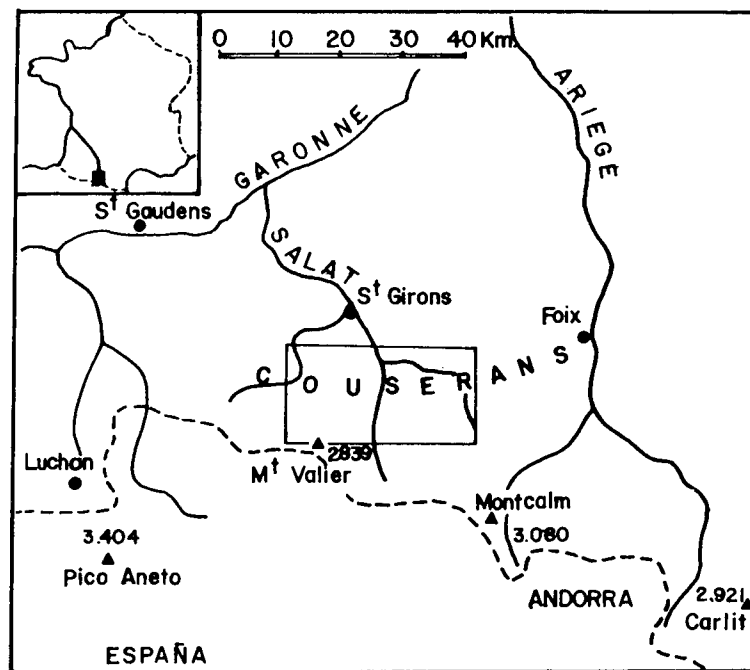 0 10 20 30 40 Km.
GARONNE
ARIEGE
St Gaudens
SALAT
St Girons
Foix
COUSERANS
2839
Mt Valier
Luchon
Montcalm
3.080
3.404
Pico Aneto
ANDORRA
2.921
Carlit
ESPAÑA